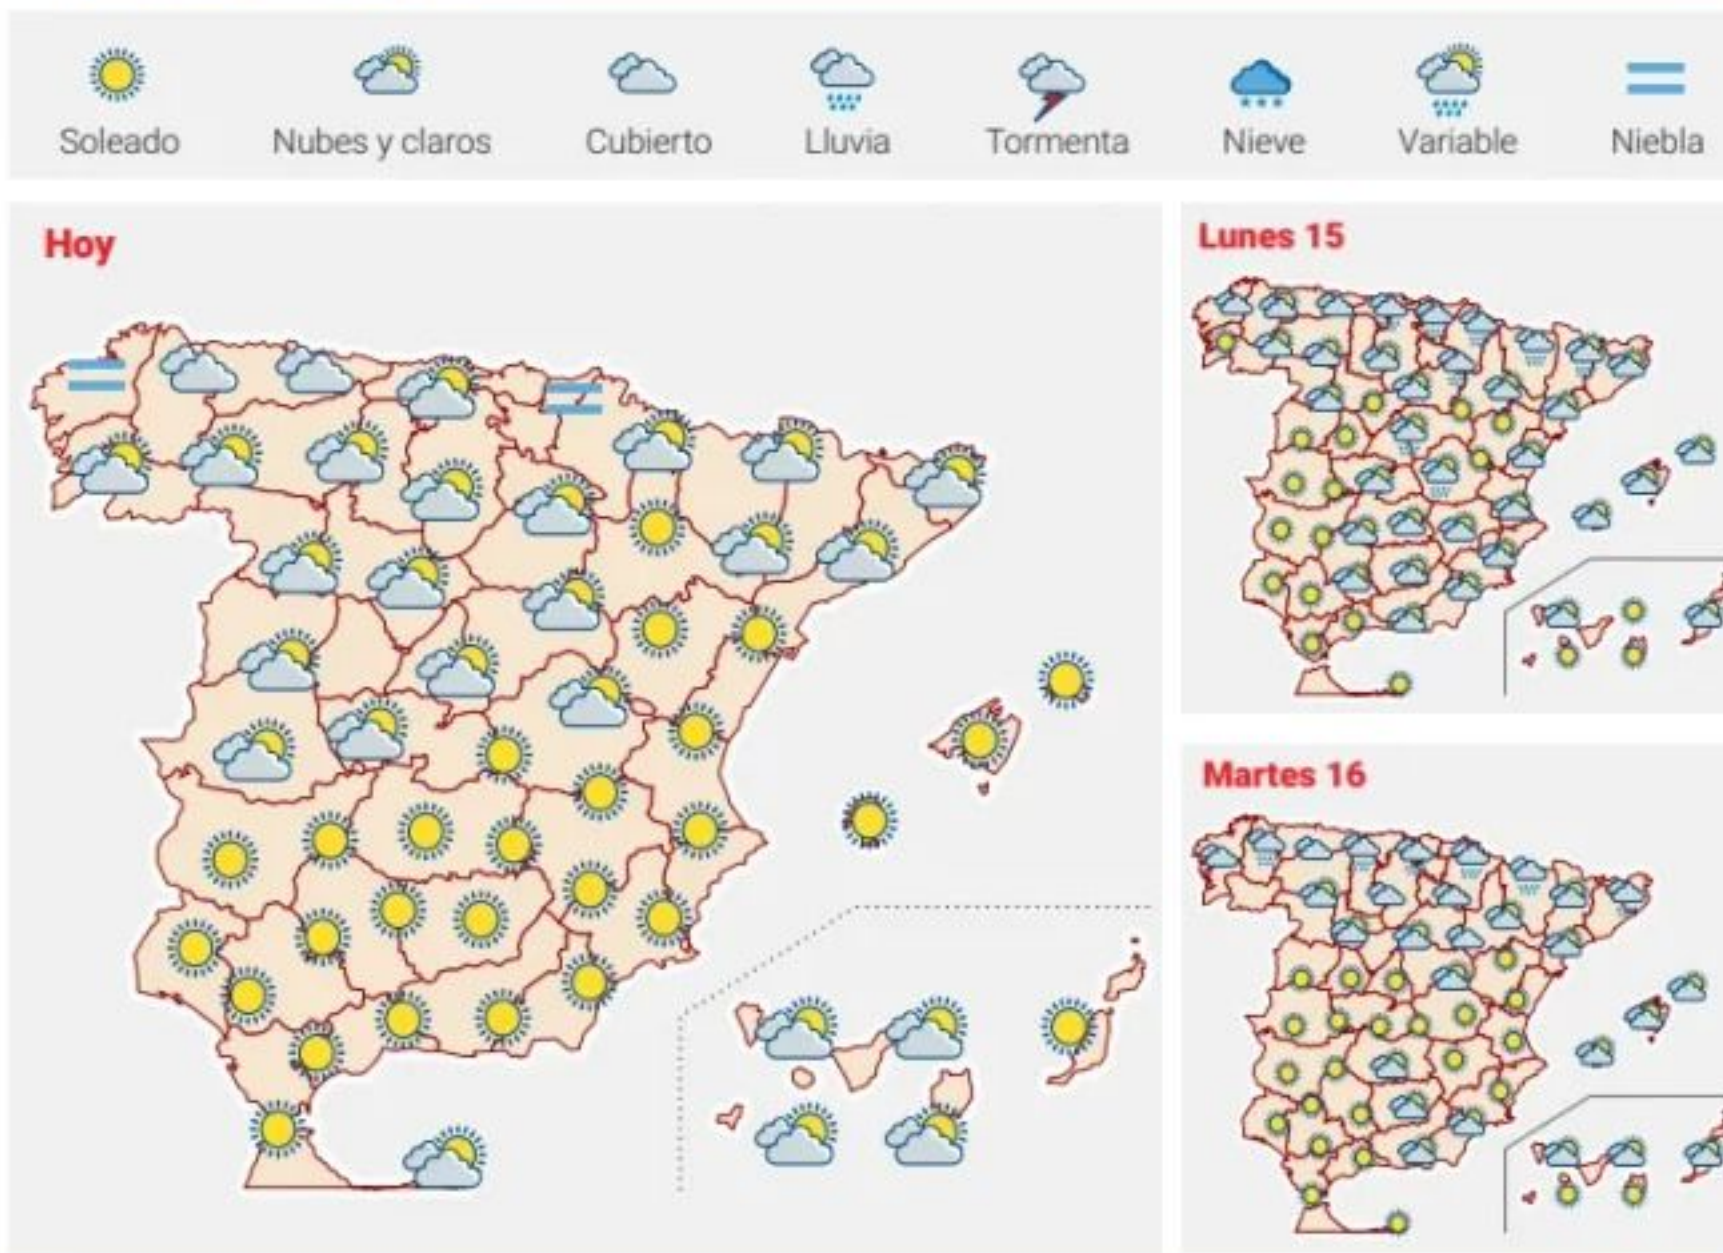 Soleado
Nubes y claros
Cubierto
Lluvia
Tormenta
Nieve
Variable
Niebla
Hoy
Lunes 15
Martes 16